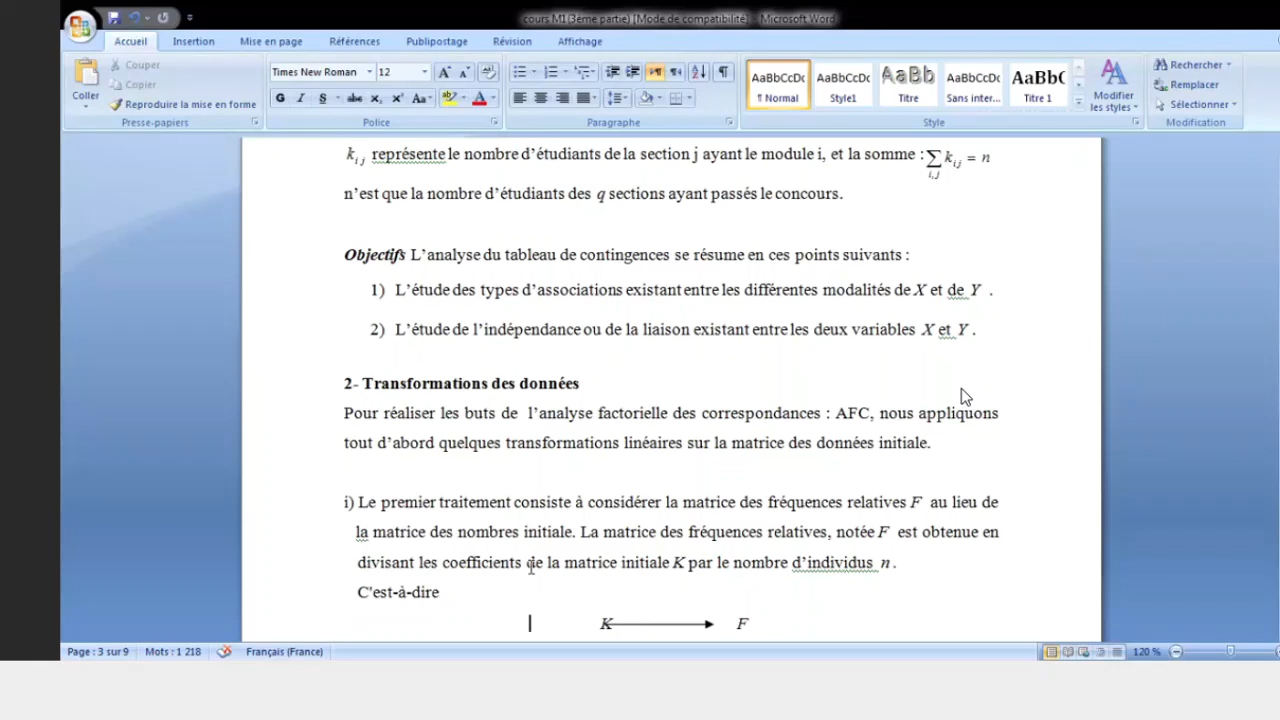 cours M1(3ème partie) [Mode de compatibilité] - Microsoft Word
Accueil Insertion Mise en page Références Publipostage Révision Affichage
Coller
Couper
Copier
Reproduire la mise en forme
Presse-papiers
Times New Roman 12
G I S abc X₂ X² Aa
Police
Paragraphe
AaBbCcDc AaBbCcDc AaBb AaBbCcDc AaBbC
¶ Normal Style1 Titre Sans inter... Titre 1
Modifier
les styles
Style
Rechercher
Remplacer
Sélectionner
Modification
k i j représente le nombre d'étudiants de la section j ayant le module i, et la somme : ∑ k ij = n
i,j
n'est que la nombre d'étudiants des q sections ayant passés le concours.
Objectifs L'analyse du tableau de contingences se résume en ces points suivants :
1) L'étude des types d'associations existant entre les différentes modalités de X et de Y .
2) L'étude de l'indépendance ou de la liaison existant entre les deux variables X et Y .
2- Transformations des données
Pour réaliser les buts de l'analyse factorielle des correspondances : AFC, nous appliquons
tout d'abord quelques transformations linéaires sur la matrice des données initiale.
i) Le premier traitement consiste à considérer la matrice des fréquences relatives F au lieu de
la matrice des nombres initiale. La matrice des fréquences relatives, notée F est obtenue en
divisant les coefficients de la matrice initiale K par le nombre d'individus n .
C'est-à-dire
K F
Page : 3 sur 9 Mots : 1 218 Français (France) 120 %